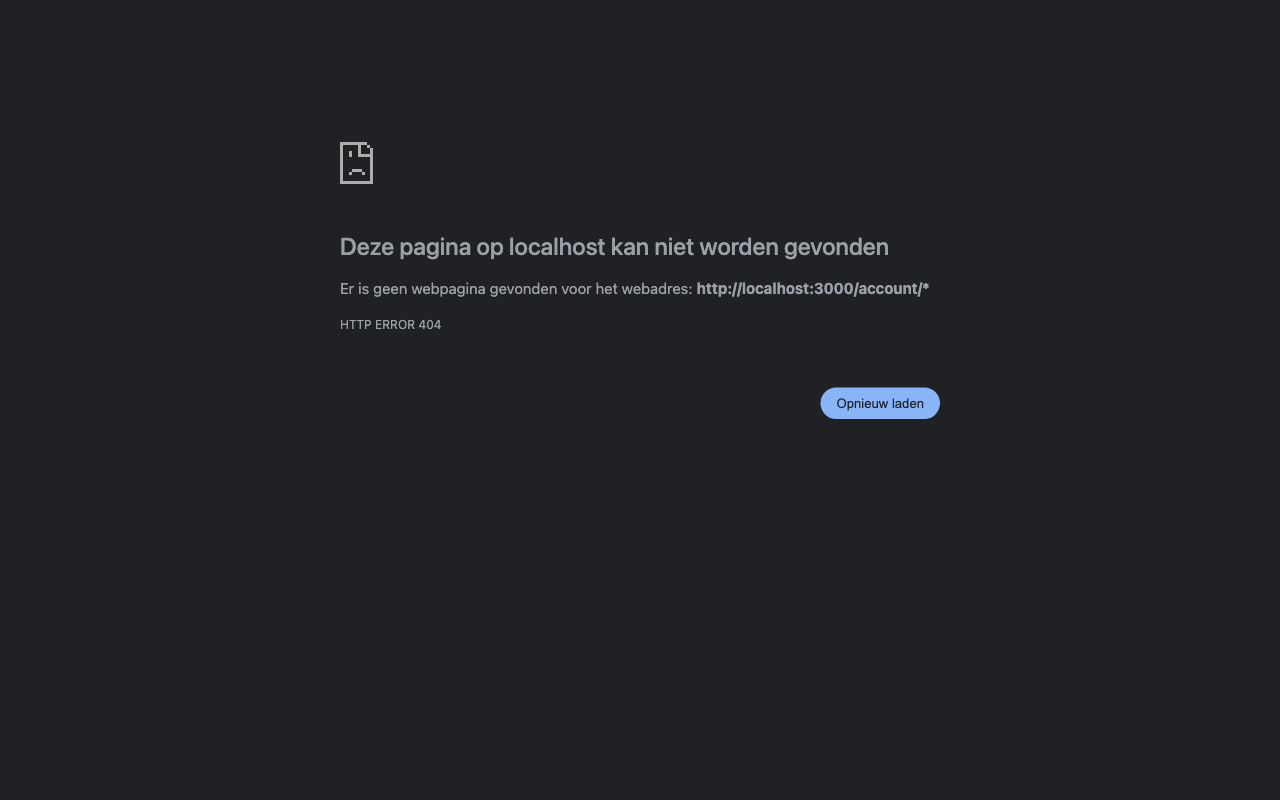 Deze pagina op localhost kan niet worden gevonden
Er is geen webpagina gevonden voor het webadres: http://localhost:3000/account/*
HTTP ERROR 404
Opnieuw laden